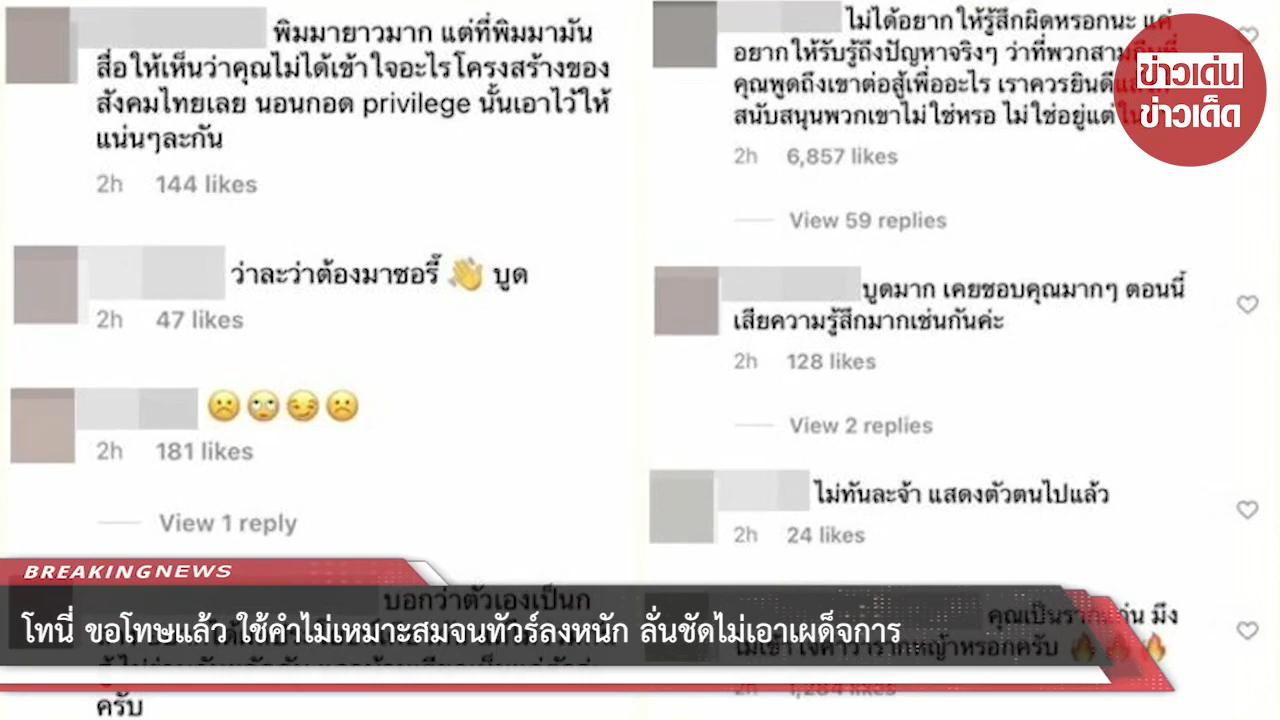 พิมมายาวมาก แต่ที่พิมมามัน
สื่อให้เห็นว่าคุณไม่ได้เข้าใจอะไรโครงสร้างของ
สังคมไทยเลย นอนกอด privilege นั้นเอาไว้ให้
แน่นๆละกัน
2h 144 likes
ว่าละว่าต้องมาซอรี้ 👋 บูด
2h 47 likes
☹️🙄😏☹️
2h 181 likes
View 1 reply
บอกว่าตัวเองเป็นก
ครับ
ไม่ได้อยากให้รู้สึกผิดหรอกนะ แค่
อยากให้รับรู้ถึงปัญหาจริงๆ ว่าที่พวกสามกีบที่
คุณพูดถึงเขาต่อสู้เพื่ออะไร เราควรยินดี
สนับสนุนพวกเขาไม่ใช่หรอ ไม่ใช่อยู่แต่ใน
2h 6,857 likes
View 59 replies
บูดมาก เคยชอบคุณมากๆ ตอนนี้
เสียความรู้สึกมากเช่นกันค่ะ
2h 128 likes
View 2 replies
ไม่ทันละจ้า แสดงตัวตนไปแล้ว
2h 24 likes
คุณเป็น มึง
ไม่เข้าใจคำว่ารากหญ้าหรอกครับ 🔥🔥🔥
2h 1,284 likes
ข่าวเด่น
ข่าวเด็ด
BREAKING NEWS
โทนี่ ขอโทษแล้ว ใช้คำไม่เหมาะสมจนทัวร์ลงหนัก ลั่นชัดไม่เอาเผด็จการ